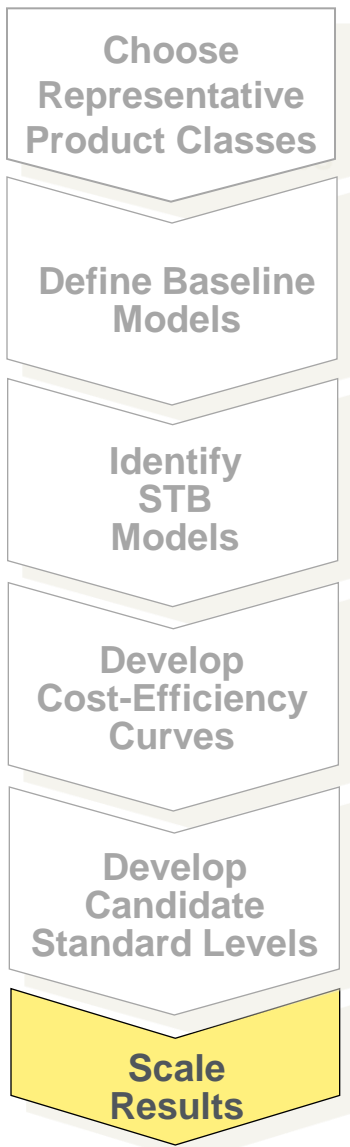 Choose
Representative
Product Classes
Define Baseline
Models
Identify
STB
Models
Develop
Cost-Efficiency
Curves
Develop
Candidate
Standard Levels
Scale
Results